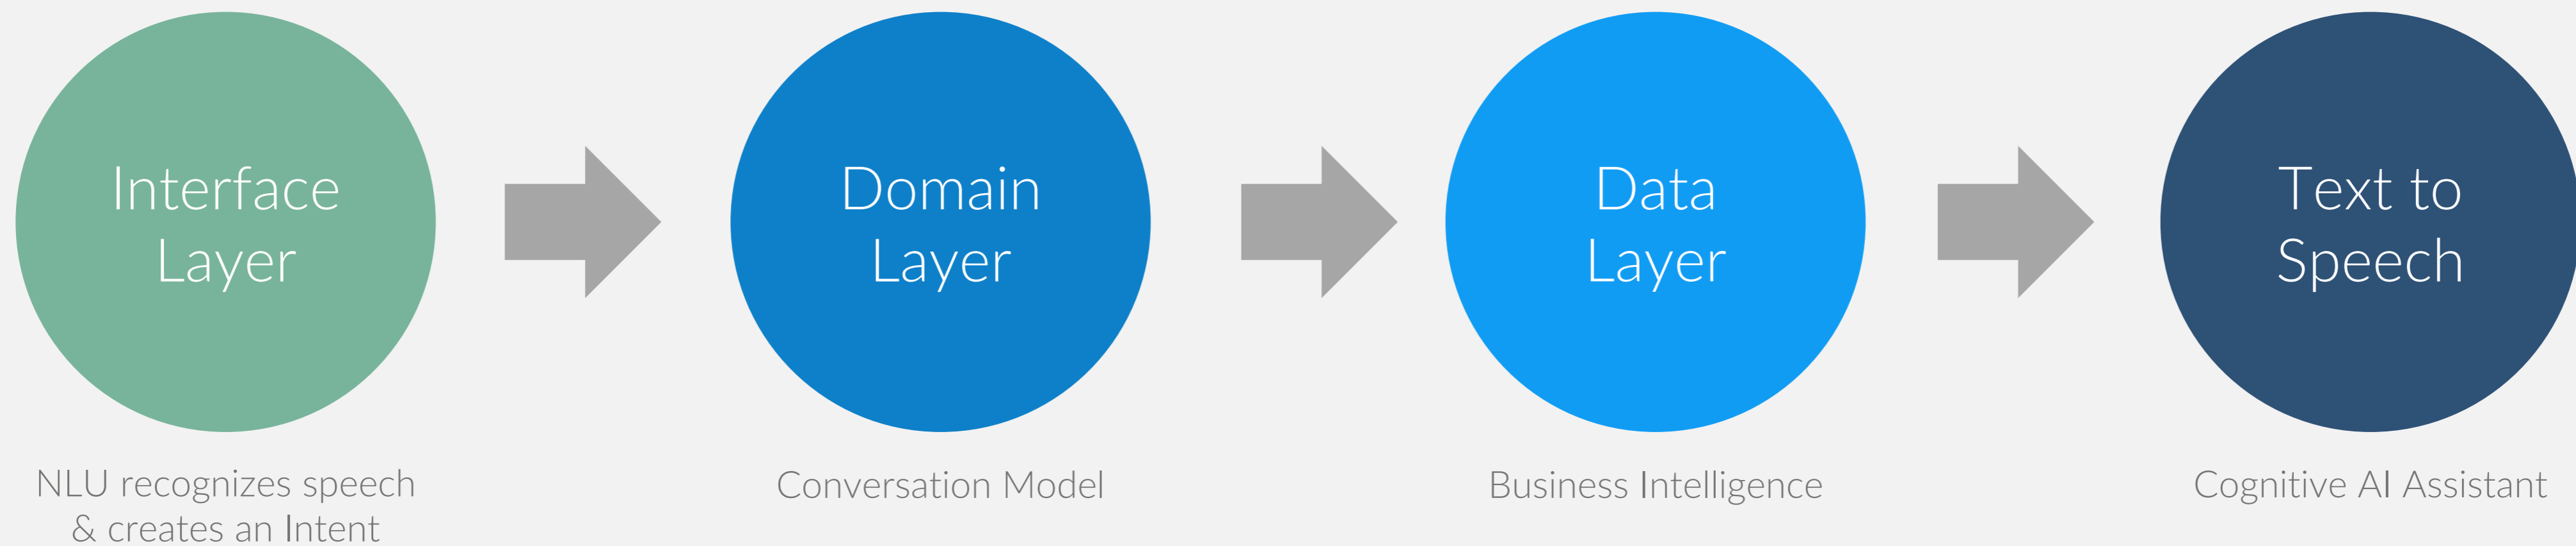 Interface
Layer
Domain
Layer
Data
Layer
Text to
Speech
NLU recognizes speech
& creates an Intent
Conversation Model
Business Intelligence
Cognitive AI Assistant